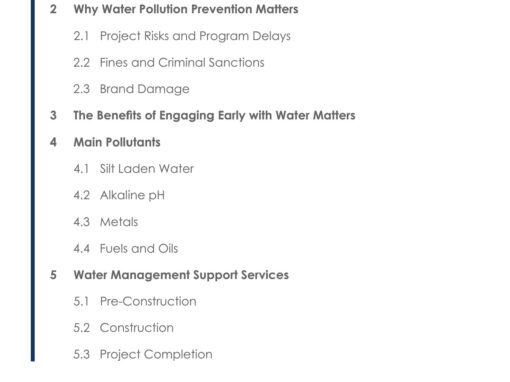 2 Why Water Pollution Prevention Matters
2.1 Project Risks and Program Delays
2.2 Fines and Criminal Sanctions
2.3 Brand Damage
3 The Benefits of Engaging Early with Water Matters
4 Main Pollutants
4.1 Silt Laden Water
4.2 Alkaline pH
4.3 Metals
4.4 Fuels and Oils
5 Water Management Support Services
5.1 Pre-Construction
5.2 Construction
5.3 Project Completion